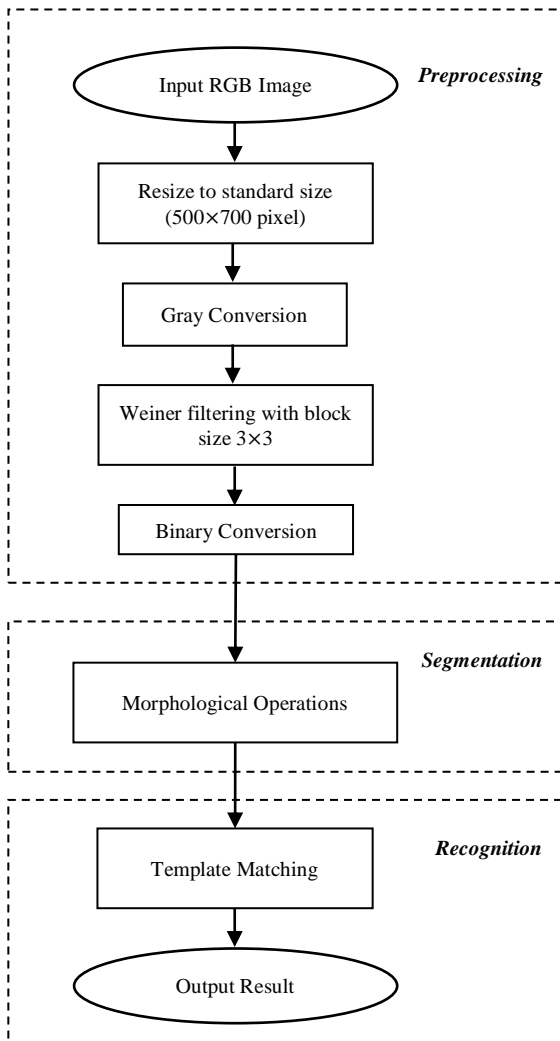 Input RGB Image
Preprocessing
Resize to standard size
(500×700 pixel)
Gray Conversion
Weiner filtering with block
size 3×3
Binary Conversion
Segmentation
Morphological Operations
Recognition
Template Matching
Output Result